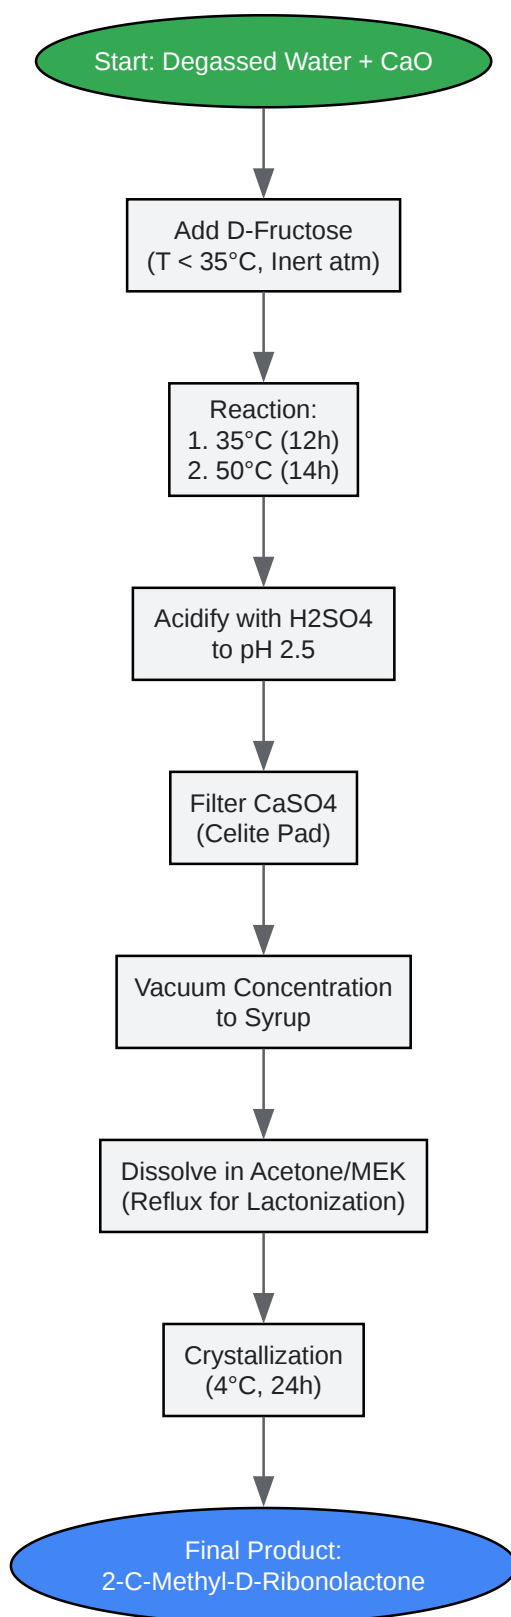 Start: Degassed Water + CaO
Add D-Fructose
(T < 35°C, Inert atm)
Reaction:
1. 35°C (12h)
2. 50°C (14h)
Acidify with H2SO4
to pH 2.5
Filter CaSO4
(Celite Pad)
Vacuum Concentration
to Syrup
Dissolve in Acetone/MEK
(Reflux for Lactonization)
Crystallization
(4°C, 24h)
Final Product:
2-C-Methyl-D-Ribonolactone